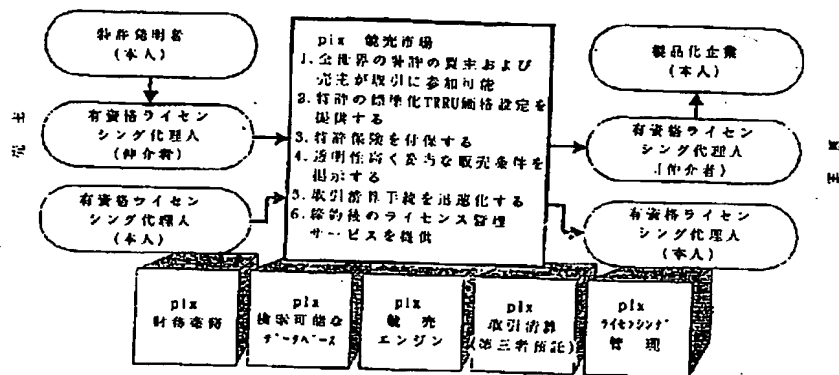 特許発明者
(本人)
売主
有資格ライセン
シング代理人
(仲介者)
有資格ライセン
シング代理人
(本人)
pix 競売市場
1. 全世界の特許の買主および
売主が取引に参加可能
2. 特許の標準化TRRU価格設定を
提供する
3. 特許保険を付保する
4. 透明性高く妥当な販売条件を
掲示する
5. 取引清算手続を迅速化する
6. 締約後のライセンス管理
サービスを提供
製品化企業
(本人)
有資格ライセン
シング代理人
(仲介者)
買主
有資格ライセン
シング代理人
(本人)
pix
財務業務
pix
検索可能な
データベース
pix
競売
エンジン
pix
取引清算
(第三者預託)
pix
ライセンシング
管理